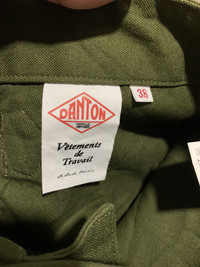 DANTON
38
Vêtements
de
Travail